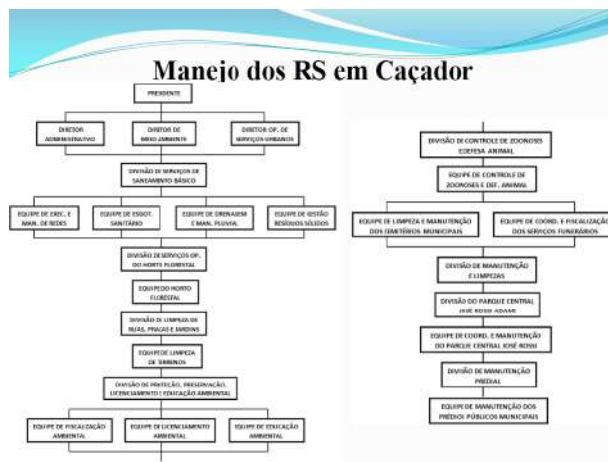 Manejo dos RS em Caçador
PRESIDENTE
DIRETOR
ADMINISTRATIVO
DIRETOR DE
MEIO AMBIENTE
DIRETOR OP. DE
SERVIÇOS URBANOS
DIVISÃO DE SERVIÇOS DE
SANEAMENTO BÁSICO
EQUIPE DE EXEC. E
MAN. DE REDES
EQUIPE DE ESGOT.
SANITÁRIO
EQUIPE DE DRENAGEM
E MAN. PLUVIA.
EQUIPE DE GESTÃO
RESÍDUOS SÓLIDOS
DIVISÃO DE SERVIÇOS OP.
DO HORTO FLORESTAL
EQUIPE DO HORTO
FLORESTAL
DIVISÃO DE LIMPEZA DE
RUAS, PRAÇAS E JARDINS
EQUIPE DE LIMPEZA
DE TERRENOS
DIVISÃO DE PROTEÇÃO, PRESERVAÇÃO,
LICENCIAMENTO E EDUCAÇÃO AMBIENTAL
EQUIPE DE FISCALIZAÇÃO
AMBIENTAL
EQUIPE DE LICENCIAMENTO
AMBIENTAL
EQUIPE DE EDUCAÇÃO
AMBIENTAL
DIVISÃO DE CONTROLE DE ZOONOSES
E DEFESA ANIMAL
EQUIPE DE CONTROLE DE
ZOONOSES E DEF. ANIMAL
EQUIPE DE LIMPEZA E MANUTENÇÃO
DOS CEMITÉRIOS MUNICIPAIS
EQUIPE DE COORD. E FISCALIZAÇÃO
DOS SERVIÇOS FUNERÁRIOS
DIVISÃO DE MANUTENÇÃO
E LIMPEZAS
DIVISÃO DO PARQUE CENTRAL
JOSÉ ROSSI ADAMI
EQUIPE DE COORD. E MANUTENÇÃO
DO PARQUE CENTRAL JOSÉ ROSSI
DIVISÃO DE MANUTENÇÃO
PREDIAL
EQUIPE DE MANUTENÇÃO DOS
PRÉDIOS PÚBLICOS MUNICIPAIS